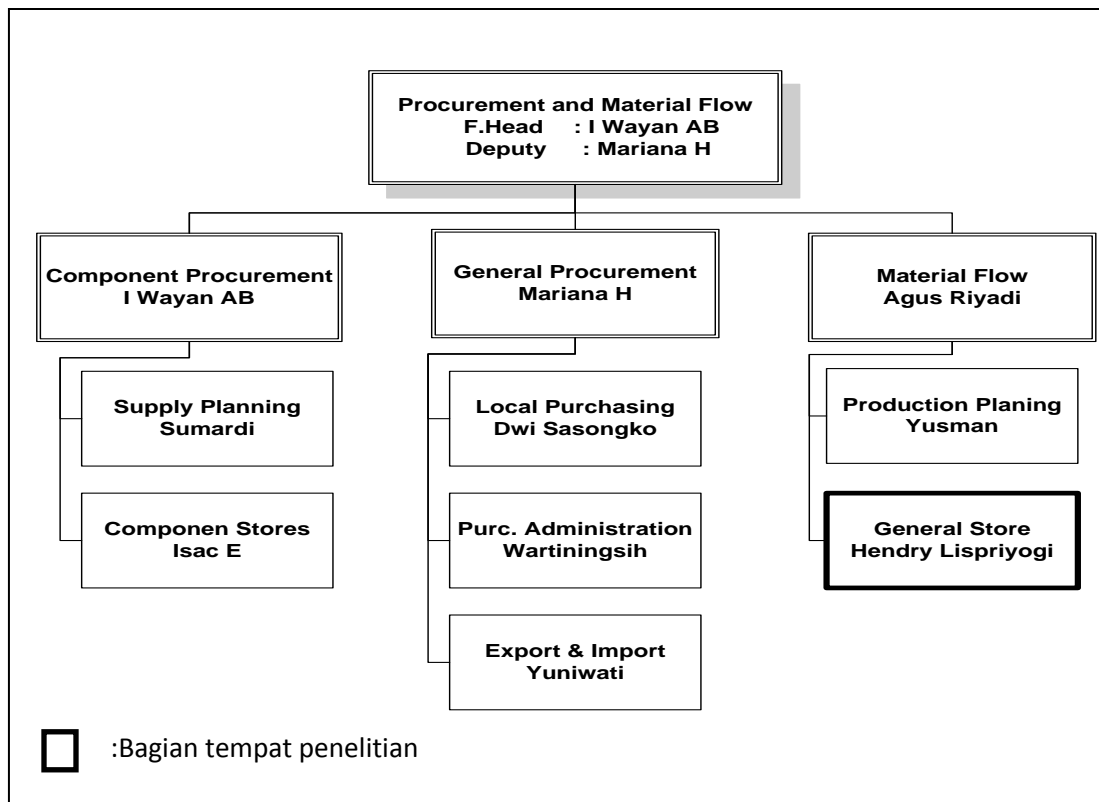 Procurement and Material Flow
F.Head : I Wayan AB
Deputy : Mariana H
Component Procurement
I Wayan AB
General Procurement
Mariana H
Material Flow
Agus Riyadi
Supply Planning
Sumardi
Local Purchasing
Dwi Sasongko
Production Planing
Yusman
Componen Stores
Isac E
Purc. Administration
Wartiningsih
General Store
Hendry Lispriyogi
Export & Import
Yuniwati
:Bagian tempat penelitian